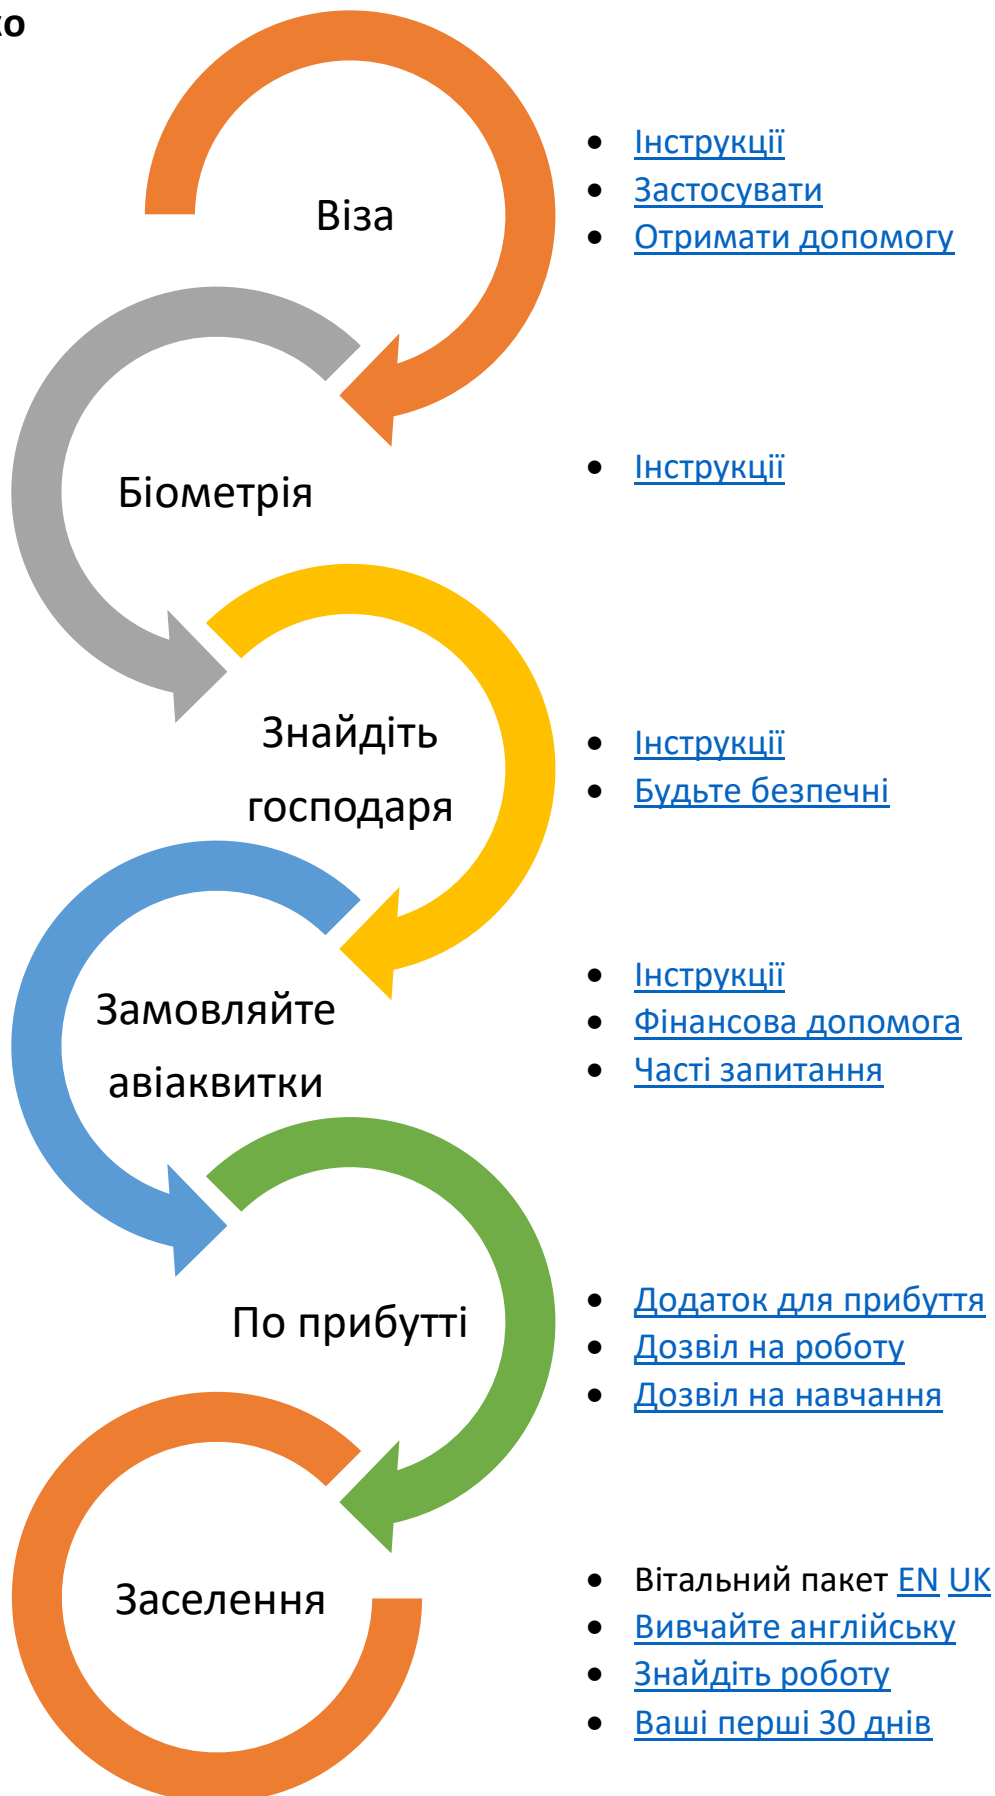 Віза
• Інструкції
• Застосувати
• Отримати допомогу
Біометрія
• Інструкції
Знайдіть
господаря
• Інструкції
• Будьте безпечні
Замовляйте
авіаквитки
• Інструкції
• Фінансова допомога
• Часті запитання
По прибутті
• Додаток для прибуття
• Дозвіл на роботу
• Дозвіл на навчання
Заселення
• Вітальний пакет EN UK
• Вивчайте англійську
• Знайдіть роботу
• Ваші перші 30 днів